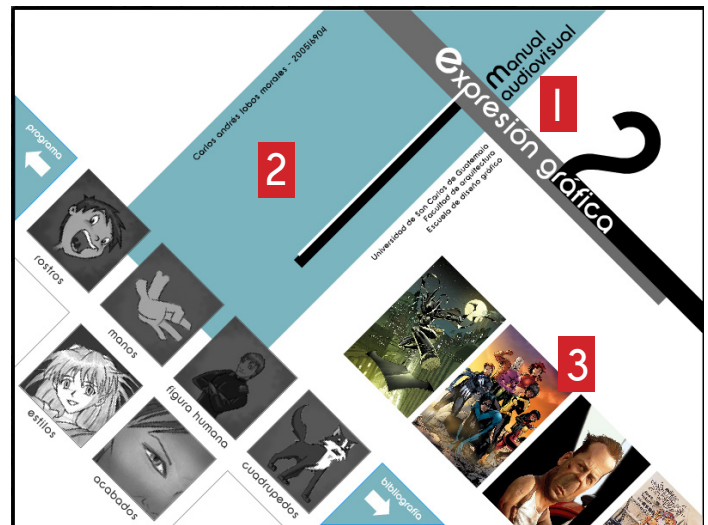 Manual
audiovisual
expresión gráfica
2
1
Carlos andrés lobos morales - 200516904
2
Universidad de San Carlos de Guatemala
Facultad de arquitectura
Escuela de diseño gráfico
programa
rostros
manos
figura humana
cuadrupedos
estilos
acabados
bibliografía
3